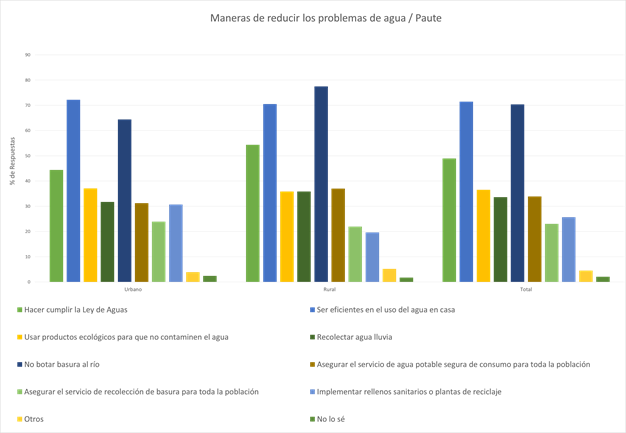 Maneras de reducir los problemas de agua / Paute
90
80
70
60
50
40
30
20
10
0
% de Respuestas
Urbano
Rural
Total
Hacer cumplir la Ley de Aguas
Ser eficientes en el uso del agua en casa
Usar productos ecológicos para que no contaminen el agua
Recolectar agua lluvia
No botar basura al río
Asegurar el servicio de agua potable segura de consumo para toda la población
Asegurar el servicio de recolección de basura para toda la población
Implementar rellenos sanitarios o plantas de reciclaje
Otros
No lo sé